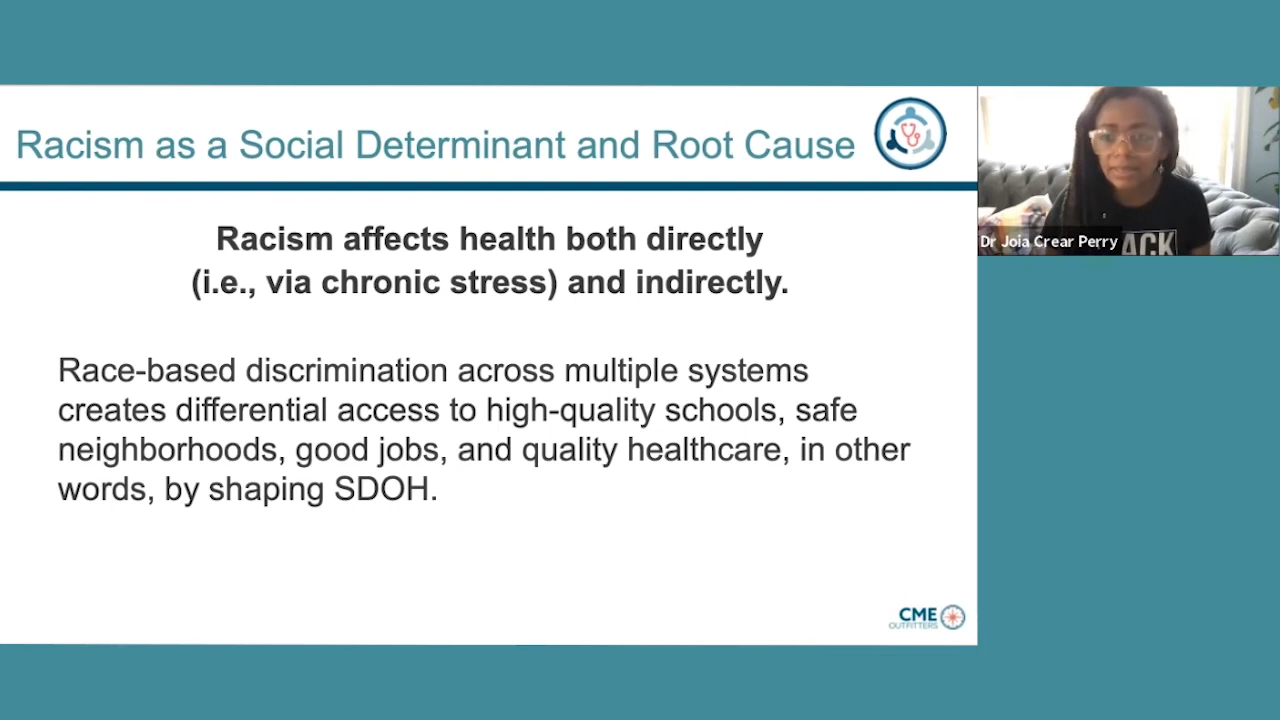 Racism as a Social Determinant and Root Cause
Racism affects health both directly
(i.e., via chronic stress) and indirectly.
Race-based discrimination across multiple systems
creates differential access to high-quality schools, safe
neighborhoods, good jobs, and quality healthcare, in other
words, by shaping SDOH.
CME
OUTFITTERS
Dr Joia Crear Perry
ACK